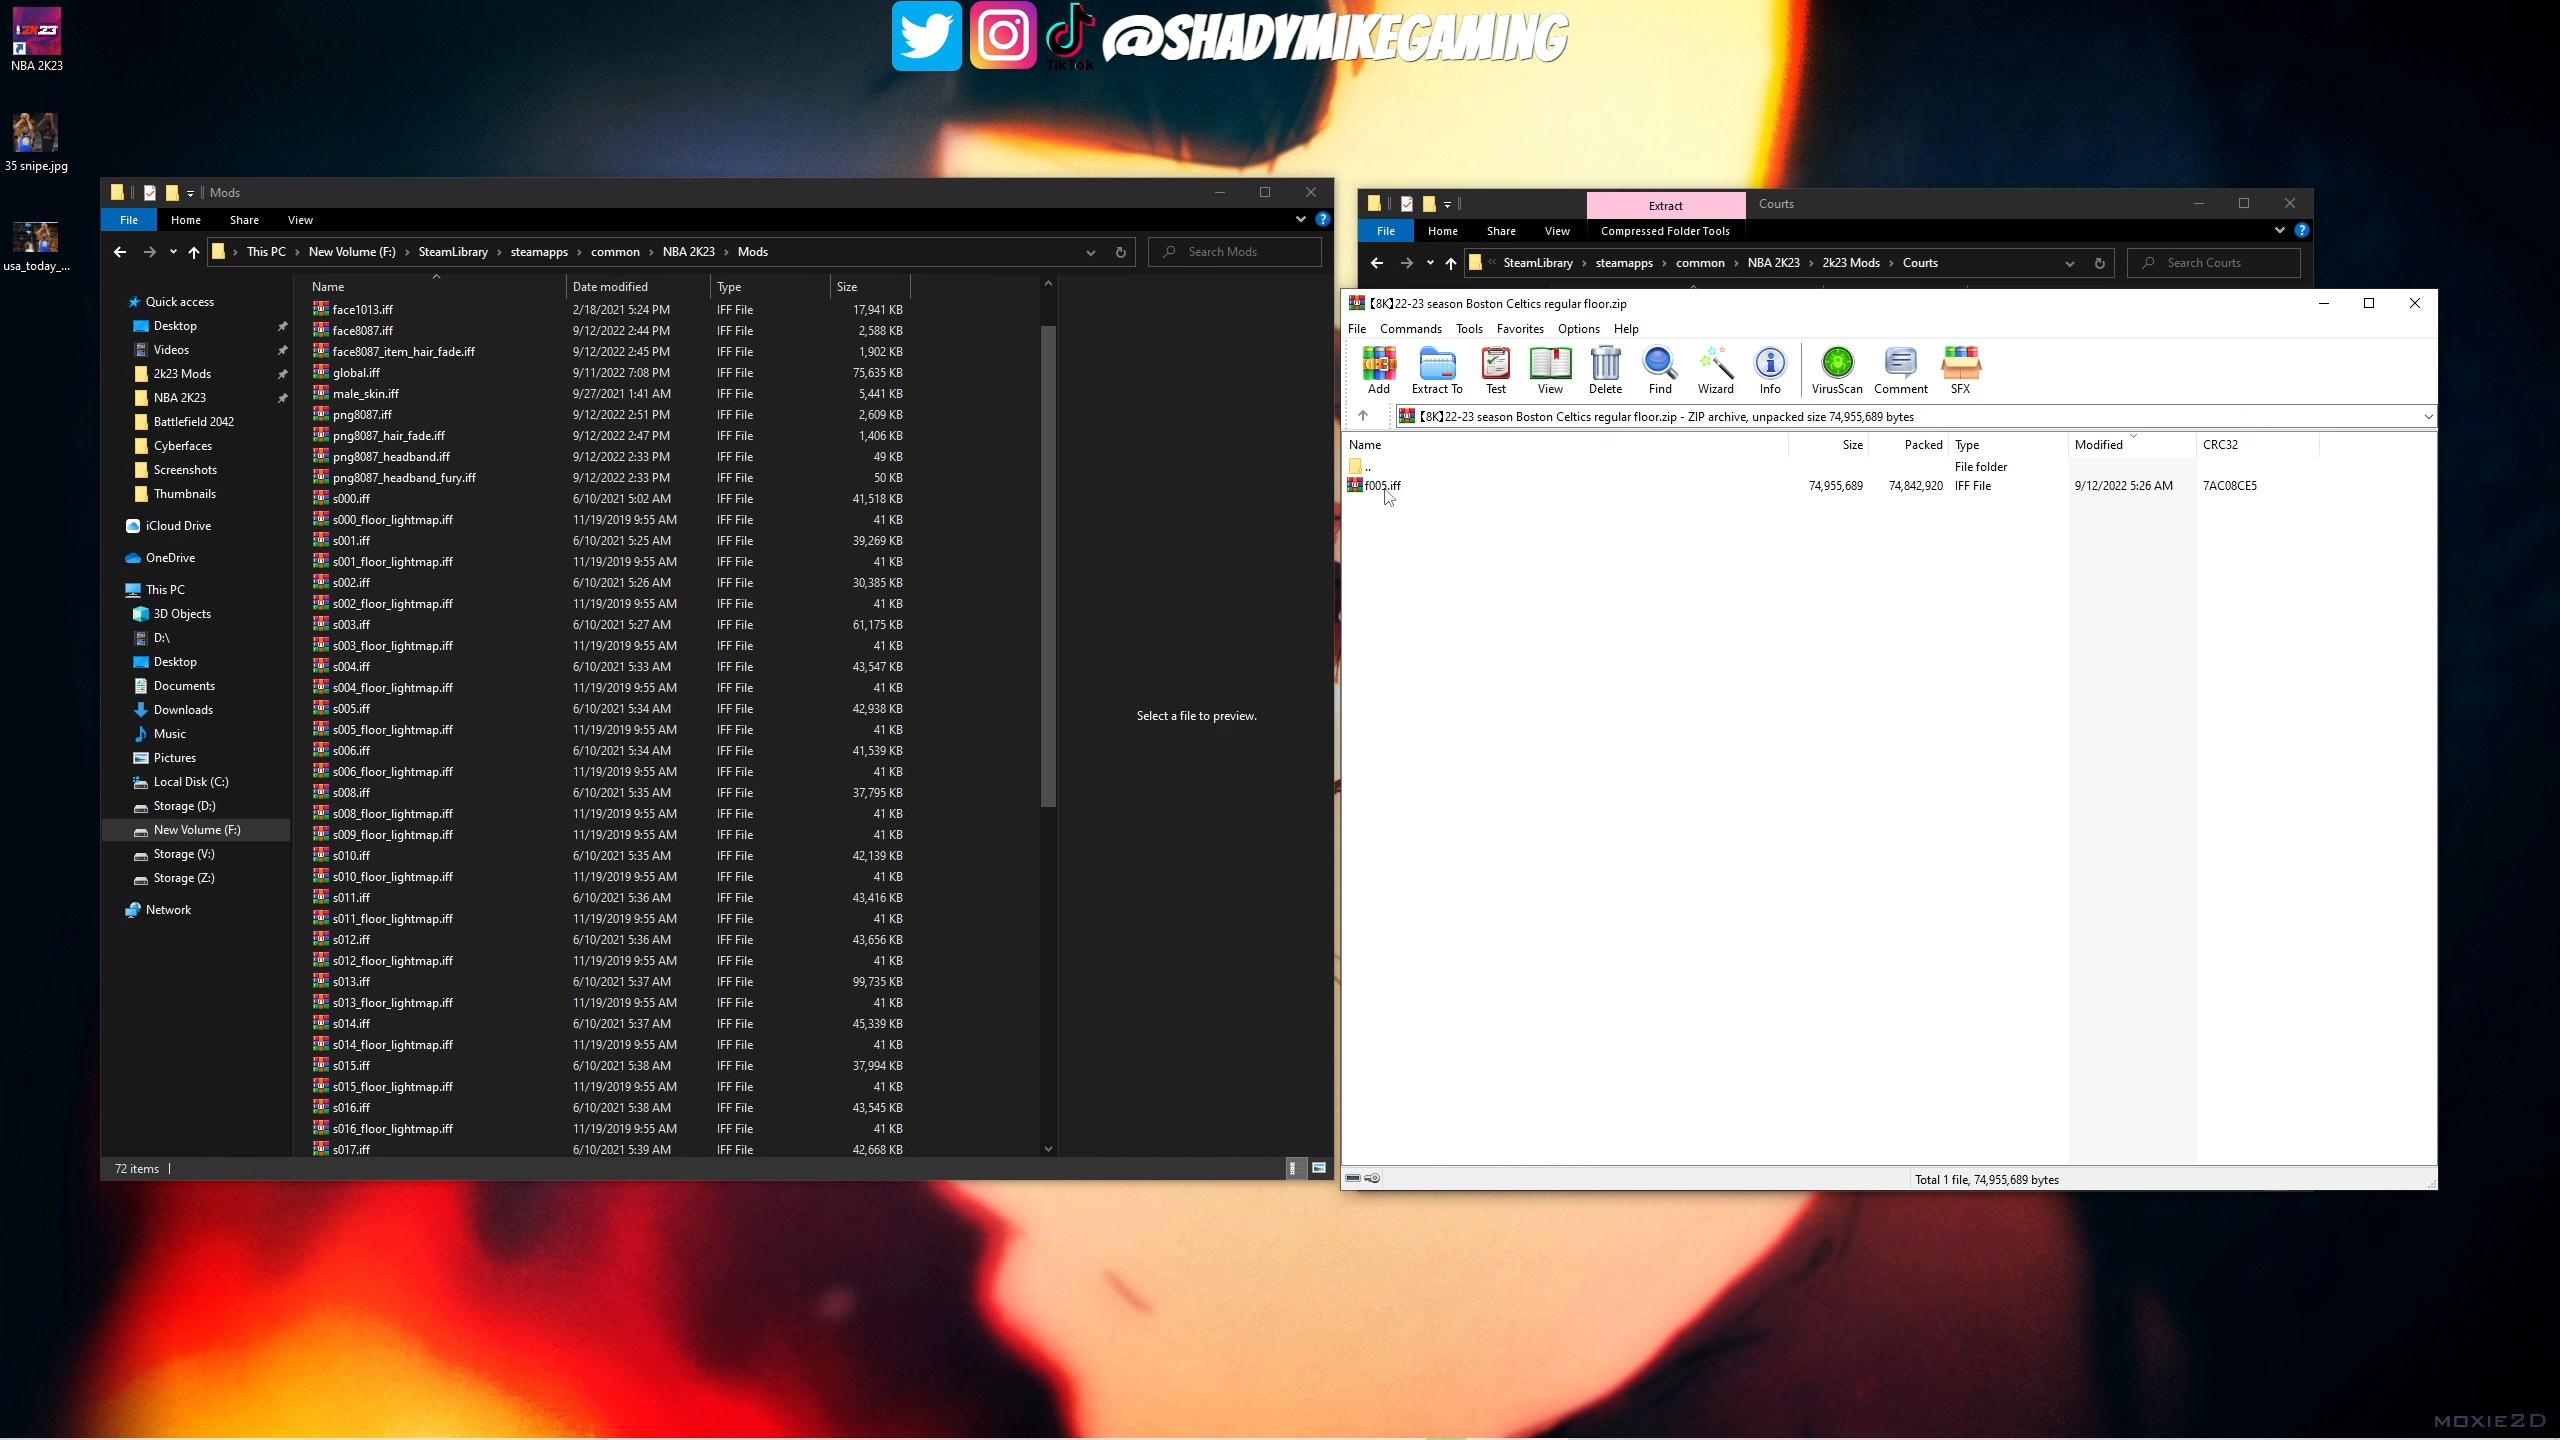 @SHADYMIKEGAMING
TikTok
NBA 2K23
35 snipe.jpg
usa_today_...
Mods
File Home Share View
This PC › New Volume (F:) › SteamLibrary › steamapps › common › NBA 2K23 › Mods
Search Mods
Quick access
Desktop
Videos
2k23 Mods
NBA 2K23
Battlefield 2042
Cyberfaces
Screenshots
Thumbnails
iCloud Drive
OneDrive
This PC
3D Objects
D:\
Desktop
Documents
Downloads
Music
Pictures
Local Disk (C:)
Storage (D:)
New Volume (F:)
Storage (V:)
Storage (Z:)
Network
Name Date modified Type Size
face1013.iff 2/18/2021 5:24 PM IFF File 17,941 KB
face8087.iff 9/12/2022 2:44 PM IFF File 2,588 KB
face8087_item_hair_fade.iff 9/12/2022 2:45 PM IFF File 1,902 KB
global.iff 9/11/2022 7:08 PM IFF File 75,635 KB
male_skin.iff 9/27/2021 1:41 AM IFF File 5,441 KB
png8087.iff 9/12/2022 2:51 PM IFF File 2,609 KB
png8087_hair_fade.iff 9/12/2022 2:47 PM IFF File 1,406 KB
png8087_headband.iff 9/12/2022 2:33 PM IFF File 49 KB
png8087_headband_fury.iff 9/12/2022 2:33 PM IFF File 50 KB
s000.iff 6/10/2021 5:02 AM IFF File 41,518 KB
s000_floor_lightmap.iff 11/19/2019 9:55 AM IFF File 41 KB
s001.iff 6/10/2021 5:25 AM IFF File 39,269 KB
s001_floor_lightmap.iff 11/19/2019 9:55 AM IFF File 41 KB
s002.iff 6/10/2021 5:26 AM IFF File 30,385 KB
s002_floor_lightmap.iff 11/19/2019 9:55 AM IFF File 41 KB
s003.iff 6/10/2021 5:27 AM IFF File 61,175 KB
s003_floor_lightmap.iff 11/19/2019 9:55 AM IFF File 41 KB
s004.iff 6/10/2021 5:33 AM IFF File 43,547 KB
s004_floor_lightmap.iff 11/19/2019 9:55 AM IFF File 41 KB
s005.iff 6/10/2021 5:34 AM IFF File 42,938 KB
s005_floor_lightmap.iff 11/19/2019 9:55 AM IFF File 41 KB
s006.iff 6/10/2021 5:34 AM IFF File 41,539 KB
s006_floor_lightmap.iff 11/19/2019 9:55 AM IFF File 41 KB
s008.iff 6/10/2021 5:35 AM IFF File 37,795 KB
s008_floor_lightmap.iff 11/19/2019 9:55 AM IFF File 41 KB
s009_floor_lightmap.iff 11/19/2019 9:55 AM IFF File 41 KB
s010.iff 6/10/2021 5:35 AM IFF File 42,139 KB
s010_floor_lightmap.iff 11/19/2019 9:55 AM IFF File 41 KB
s011.iff 6/10/2021 5:36 AM IFF File 43,416 KB
s011_floor_lightmap.iff 11/19/2019 9:55 AM IFF File 41 KB
s012.iff 6/10/2021 5:36 AM IFF File 43,656 KB
s012_floor_lightmap.iff 11/19/2019 9:55 AM IFF File 41 KB
s013.iff 6/10/2021 5:37 AM IFF File 99,735 KB
s013_floor_lightmap.iff 11/19/2019 9:55 AM IFF File 41 KB
s014.iff 6/10/2021 5:37 AM IFF File 45,339 KB
s014_floor_lightmap.iff 11/19/2019 9:55 AM IFF File 41 KB
s015.iff 6/10/2021 5:38 AM IFF File 37,994 KB
s015_floor_lightmap.iff 11/19/2019 9:55 AM IFF File 41 KB
s016.iff 6/10/2021 5:38 AM IFF File 43,545 KB
s016_floor_lightmap.iff 11/19/2019 9:55 AM IFF File 41 KB
s017.iff 6/10/2021 5:39 AM IFF File 42,668 KB
Select a file to preview.
72 items
Extract Courts
File Home Share View Compressed Folder Tools
« SteamLibrary › steamapps › common › NBA 2K23 › 2k23 Mods › Courts
Search Courts
【8K】22-23 season Boston Celtics regular floor.zip
File Commands Tools Favorites Options Help
Add Extract To Test View Delete Find Wizard Info VirusScan Comment SFX
【8K】22-23 season Boston Celtics regular floor.zip - ZIP archive, unpacked size 74,955,689 bytes
Name Size Packed Type Modified CRC32
.. File folder
f005.iff 74,955,689 74,842,920 IFF File 9/12/2022 5:26 AM 7AC08CE5
Total 1 file, 74,955,689 bytes
MOXIE2D